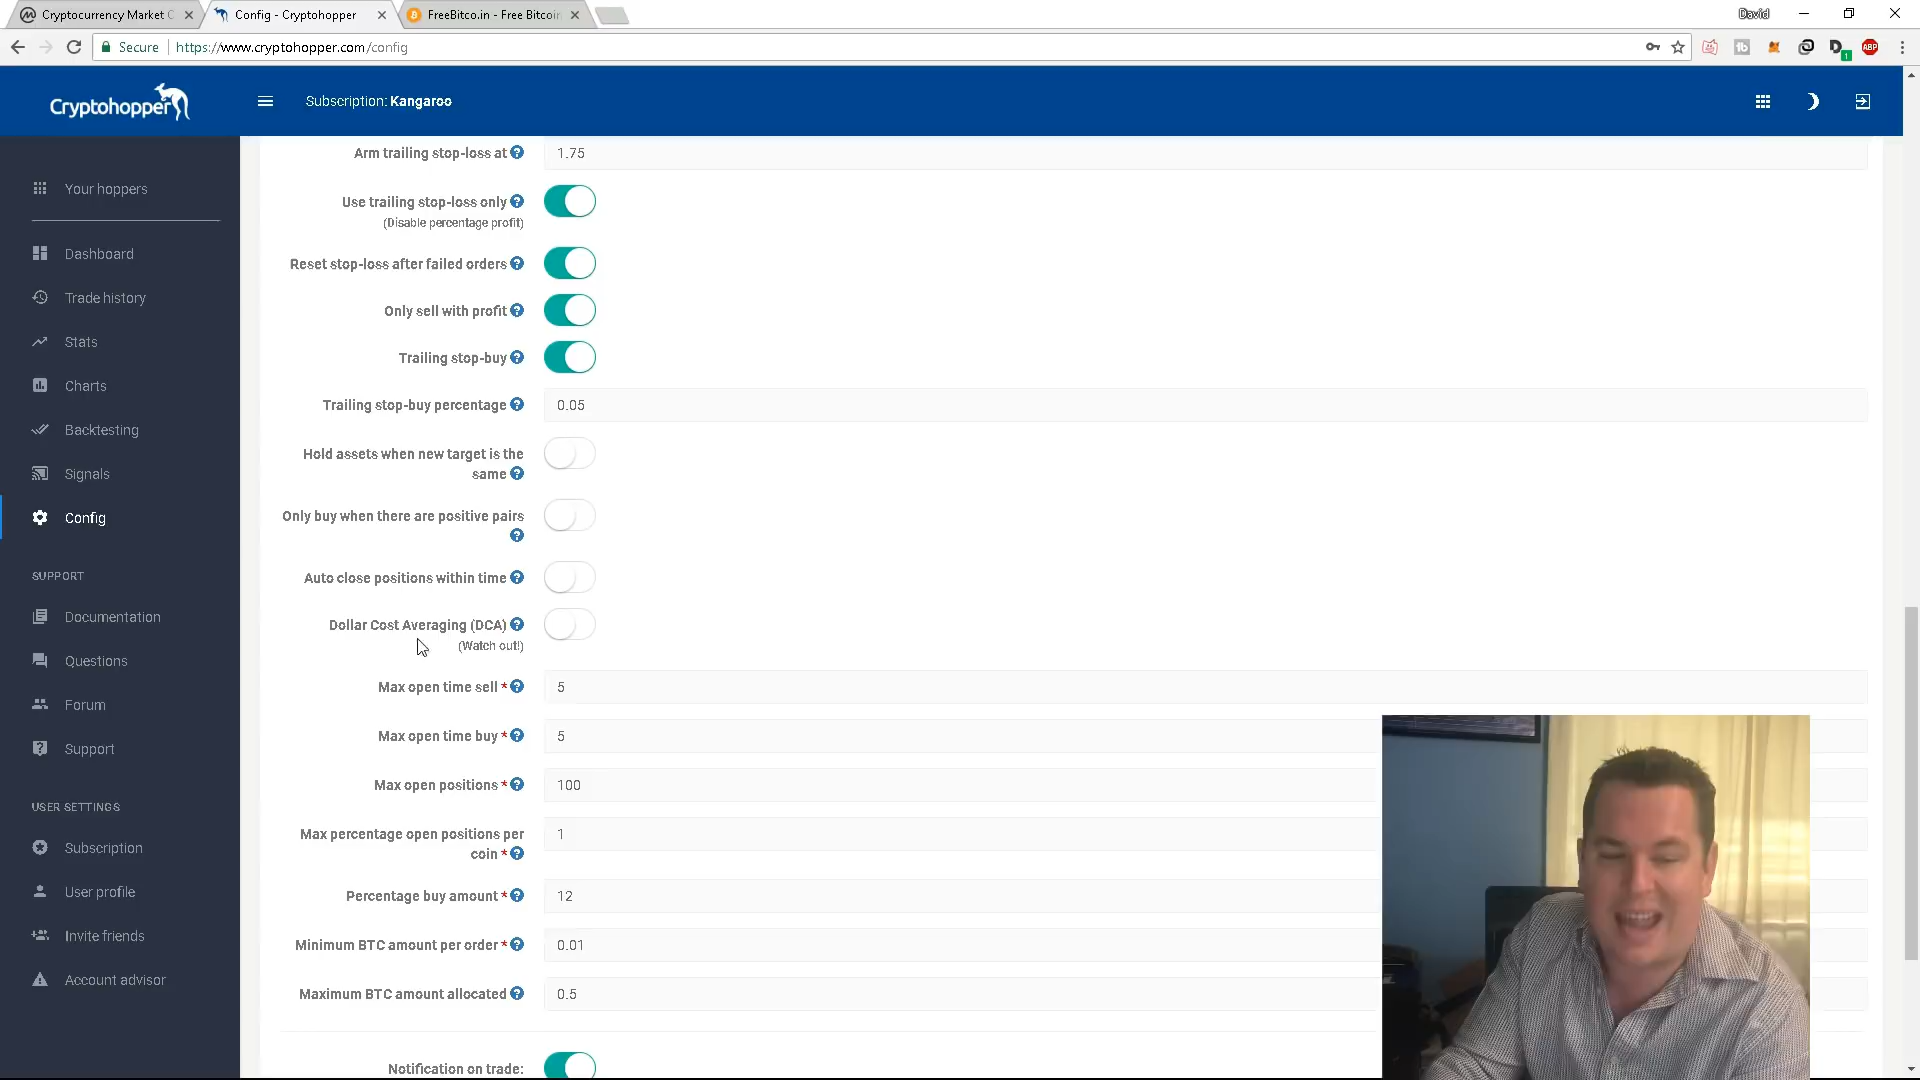 Cryptocurrency Market C
Config - Cryptohopper
FreeBitco.in - Free Bitcoin
David
Secure
https://www.cryptohopper.com/config
ABP
1
Cryptohopper
Subscription: Kangaroo
Your hoppers
Dashboard
Trade history
Stats
Charts
Backtesting
Signals
Config
SUPPORT
Documentation
Questions
Forum
Support
USER SETTINGS
Subscription
User profile
Invite friends
Account advisor
Arm trailing stop-loss at ? 1.75
Use trailing stop-loss only ?
(Disable percentage profit)
Reset stop-loss after failed orders ?
Only sell with profit ?
Trailing stop-buy ?
Trailing stop-buy percentage ? 0.05
Hold assets when new target is the
same ?
Only buy when there are positive pairs
?
Auto close positions within time ?
Dollar Cost Averaging (DCA) ?
(Watch out!)
Max open time sell * ? 5
Max open time buy * ? 5
Max open positions * ? 100
Max percentage open positions per
coin * ? 1
Percentage buy amount * ? 12
Minimum BTC amount per order * ? 0.01
Maximum BTC amount allocated ? 0.5
Notification on trade: